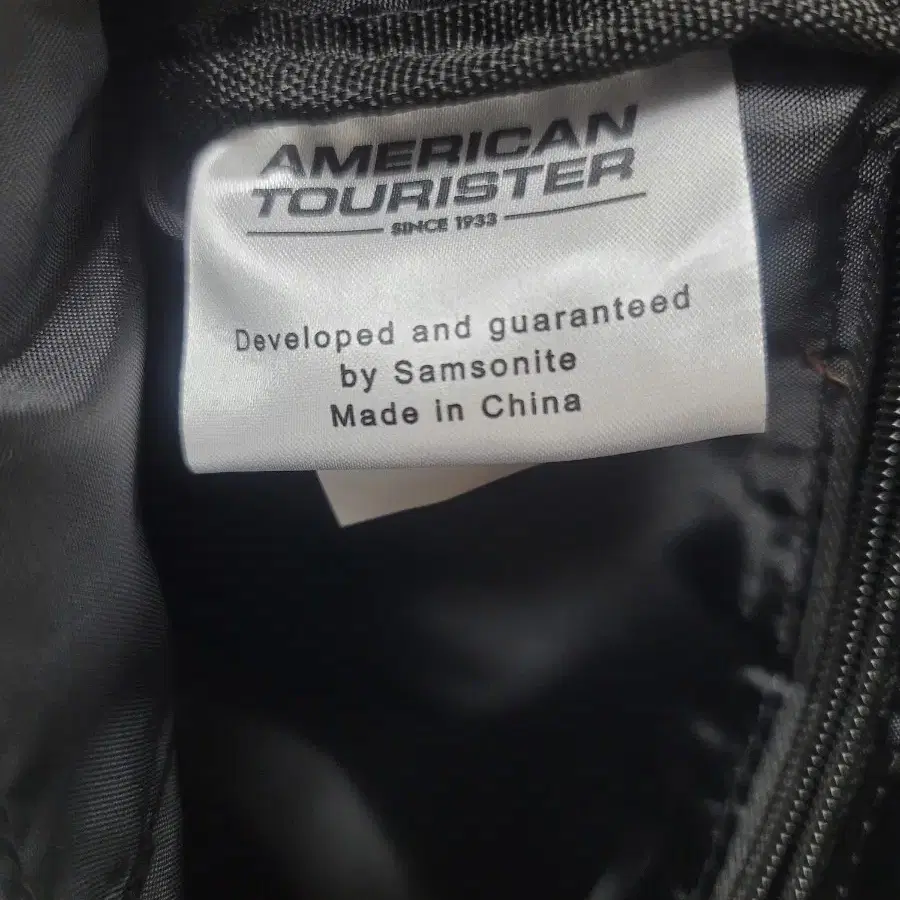 AMERICAN
TOURISTER
SINCE 1933
Developed and guaranteed
by Samsonite
Made in China